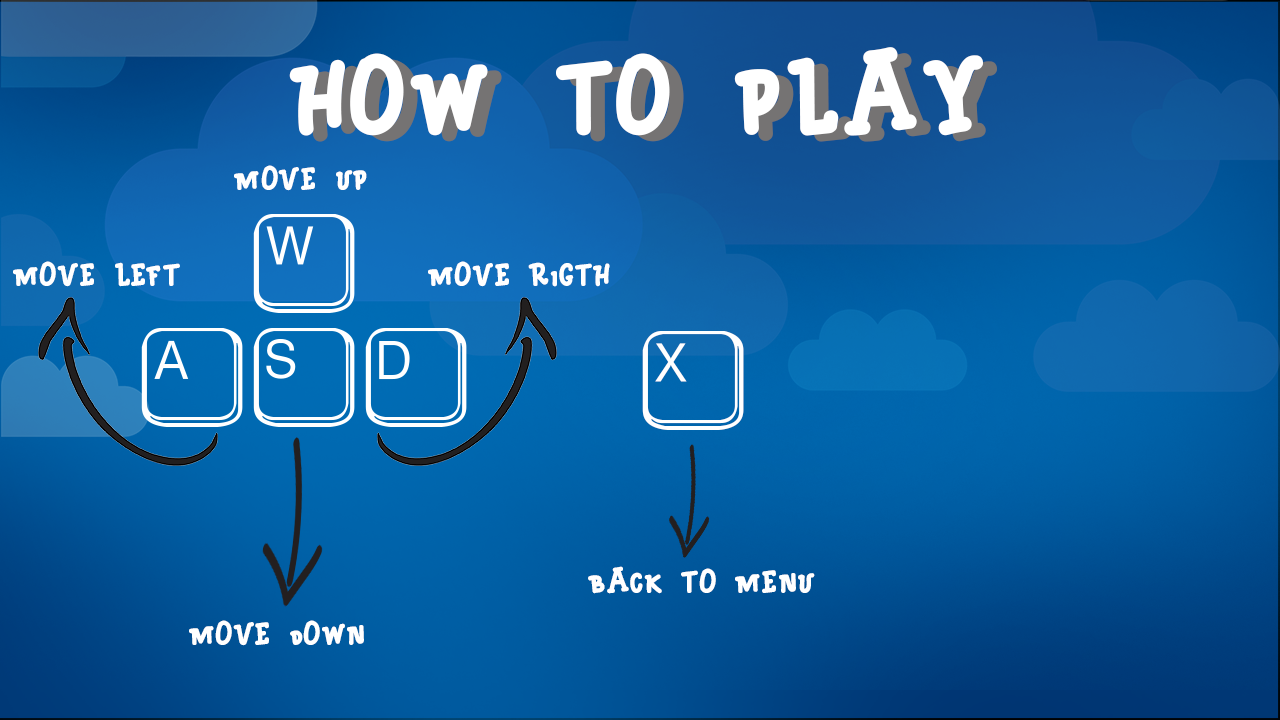 HOW TO PLAY
MOVE UP
W
MOVE LEFT
MOVE RIGTH
A
S
D
X
BACK TO MENU
MOVE DOWN